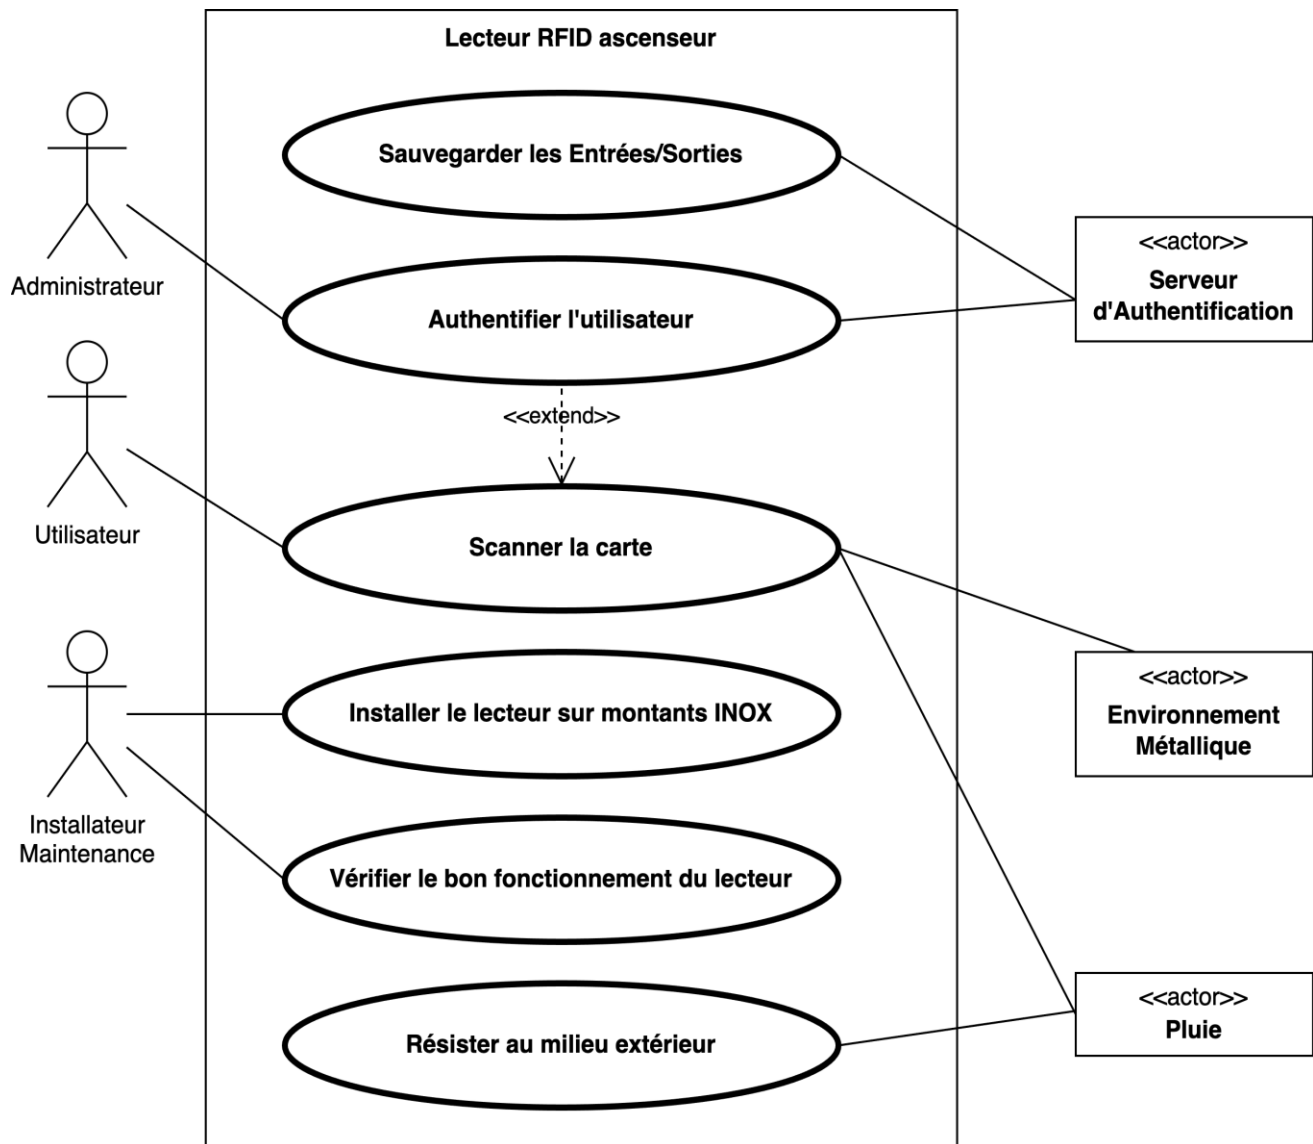 Lecteur RFID ascenseur
Sauvegarder les Entrées/Sorties
Administrateur
<<actor>>
Serveur
d'Authentification
Authentifier l'utilisateur
<<extend>>
Utilisateur
Scanner la carte
<<actor>>
Environnement
Métallique
Installer le lecteur sur montants INOX
Installateur
Maintenance
Vérifier le bon fonctionnement du lecteur
<<actor>>
Pluie
Résister au milieu extérieur